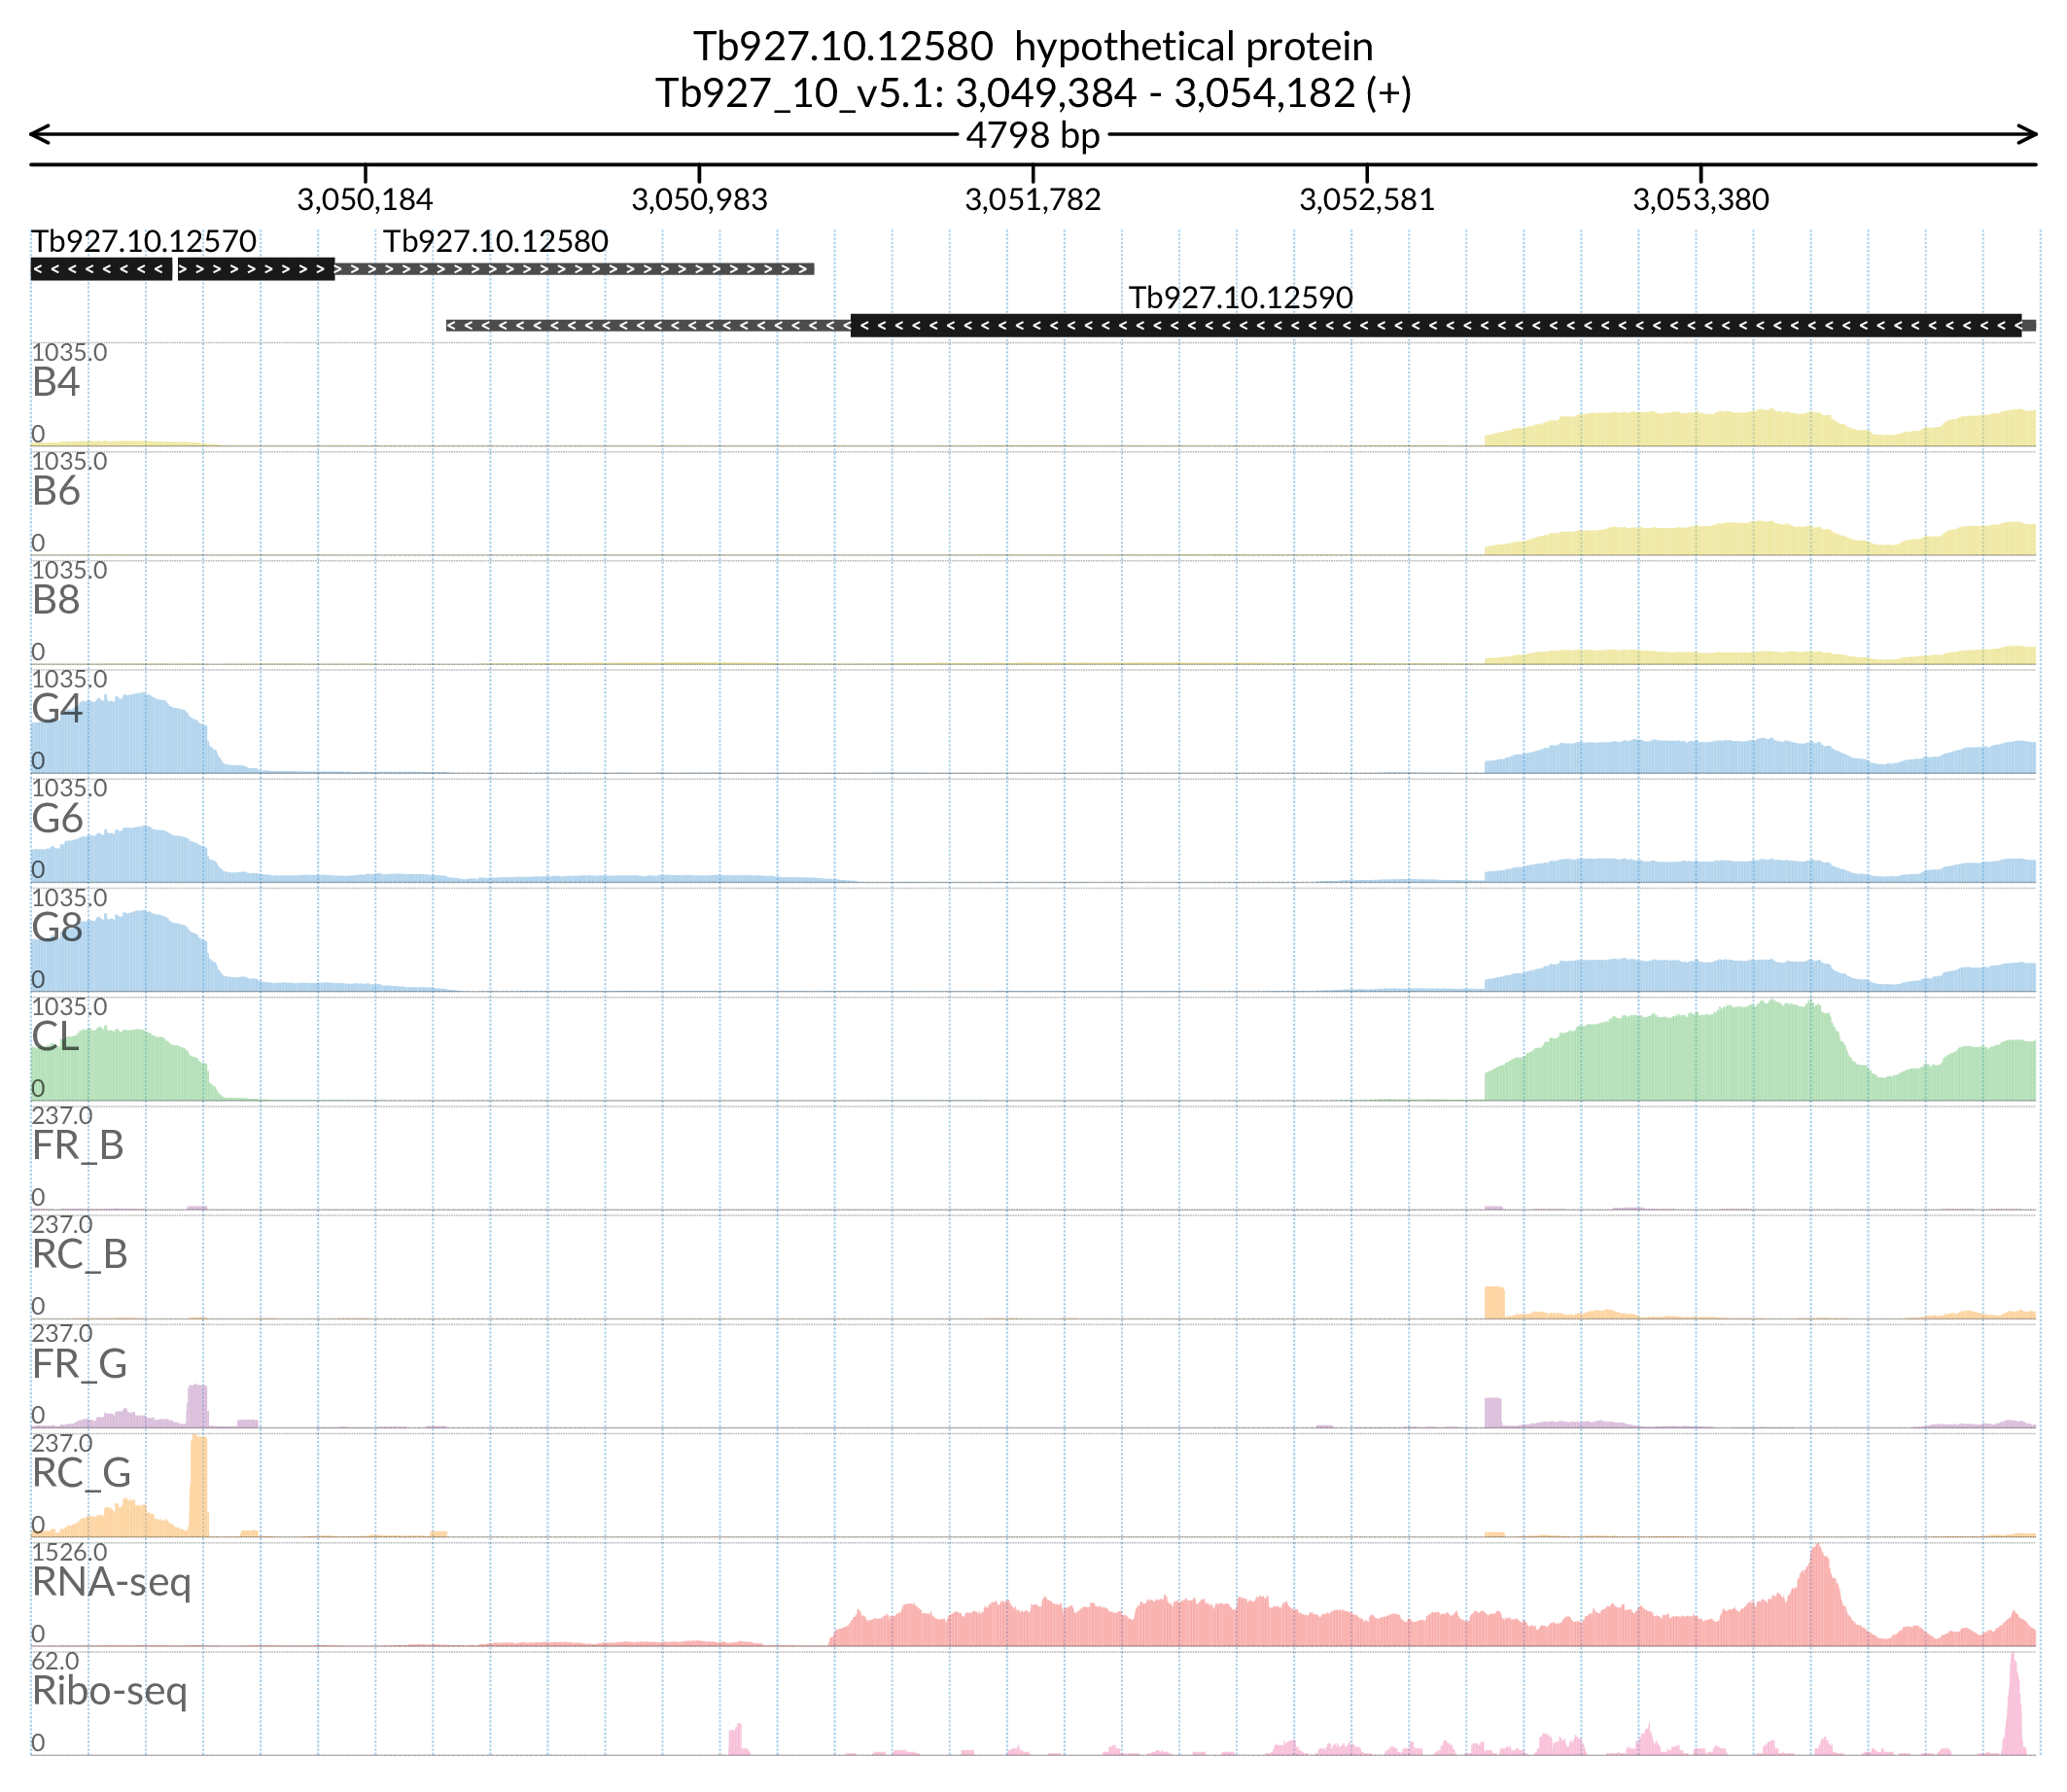 Tb927.10.12580  hypothetical protein
Tb927_10_v5.1: 3,049,384 - 3,054,182 (+)
4798 bp
3,050,184 3,050,983 3,051,782 3,052,581 3,053,380
Tb927.10.12570 Tb927.10.12580
Tb927.10.12590
1035.0
B4
0
1035.0
B6
0
1035.0
B8
0
1035.0
G4
0
1035.0
G6
0
1035.0
G8
0
1035.0
CL
0
237.0
FR_B
0
237.0
RC_B
0
237.0
FR_G
0
237.0
RC_G
0
1526.0
RNA-seq
0
62.0
Ribo-seq
0